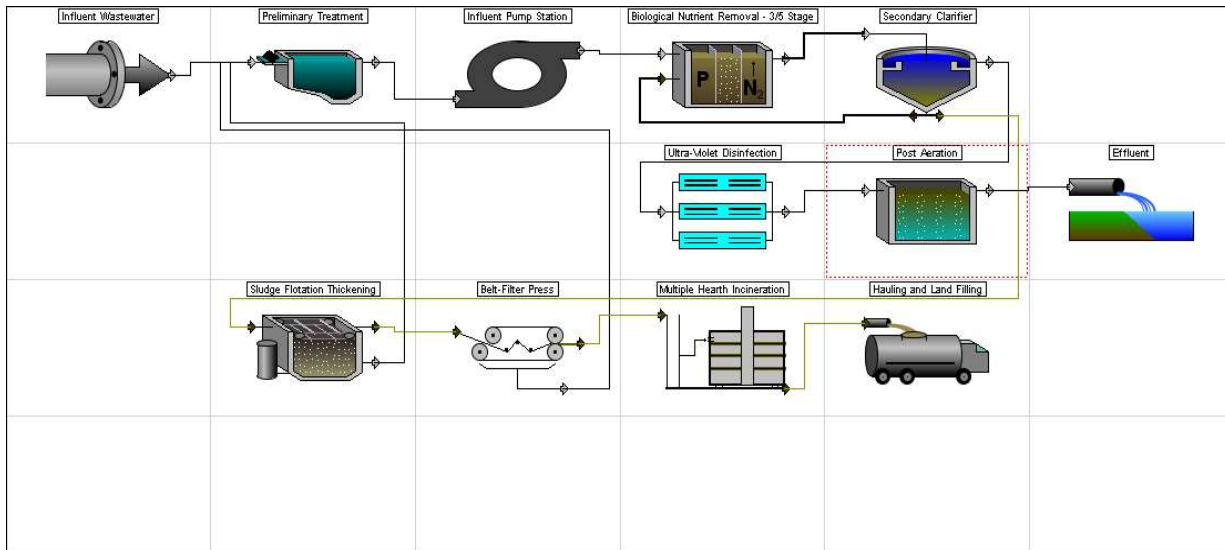 Influent Wastewater
Preliminary Treatment
Influent Pump Station
Biological Nutrient Removal - 3/5 Stage
Secondary Clarifier
P
N2
Ultra-Violet Disinfection
Post Aeration
Effluent
Sludge Flotation Thickening
Belt-Filter Press
Multiple Hearth Incineration
Hauling and Land Filling